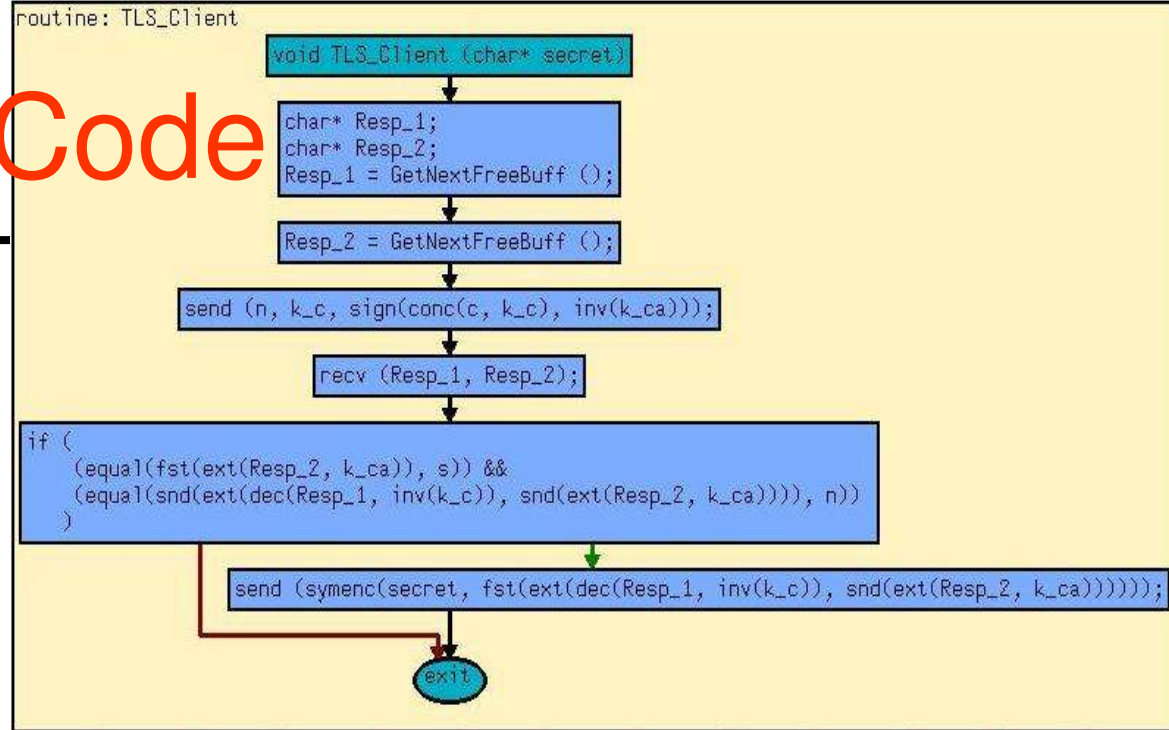 routine: TLS_Client
void TLS_Client (char* secret)
Code
char* Resp_1;
char* Resp_2;
Resp_1 = GetNextFreeBuff ();
Resp_2 = GetNextFreeBuff ();
send (n, k_c, sign(conc(c, k_c), inv(k_ca)));
recv (Resp_1, Resp_2);
if (
(equal(fst(ext(Resp_2, k_ca)), s)) &&
(equal(snd(ext(dec(Resp_1, inv(k_c)), snd(ext(Resp_2, k_ca)))), n))
)
send (symenc(secret, fst(ext(dec(Resp_1, inv(k_c)), snd(ext(Resp_2, k_ca))))));
exit